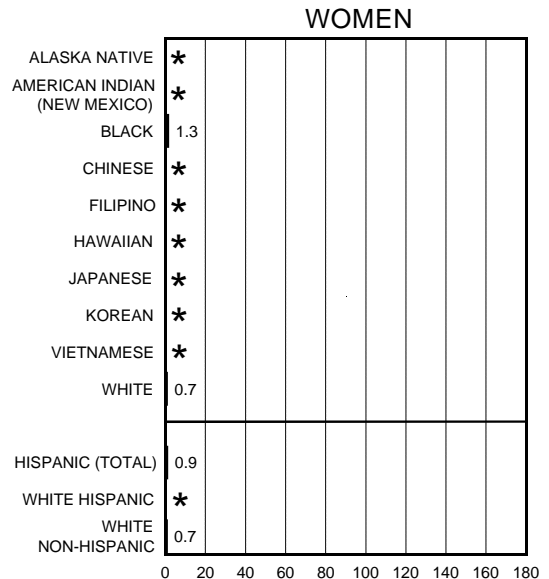 WOMEN
ALASKA NATIVE *
AMERICAN INDIAN
(NEW MEXICO) *
BLACK 1.3
CHINESE *
FILIPINO *
HAWAIIAN *
JAPANESE *
KOREAN *
VIETNAMESE *
WHITE 0.7
HISPANIC (TOTAL) 0.9
WHITE HISPANIC *
WHITE
NON-HISPANIC 0.7
0 20 40 60 80 100 120 140 160 180